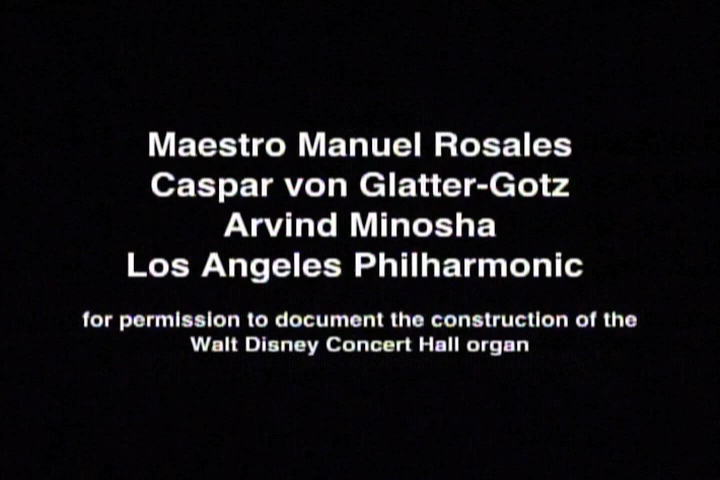 Maestro Manuel Rosales
Caspar von Glatter-Gotz
Arvind Minosha
Los Angeles Philharmonic
for permission to document the construction of the
Walt Disney Concert Hall organ